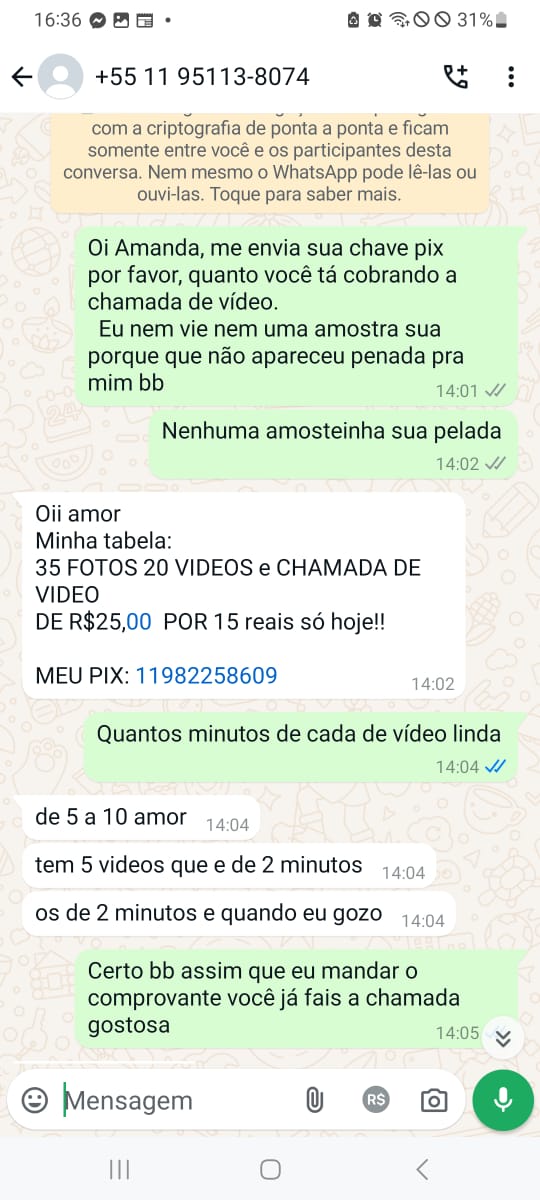 16:36
31%
+55 11 95113-8074
com a criptografia de ponta a ponta e ficam
somente entre você e os participantes desta
conversa. Nem mesmo o WhatsApp pode lê-las ou
ouvi-las. Toque para saber mais.
Oi Amanda, me envia sua chave pix
por favor, quanto você tá cobrando a
chamada de vídeo.
Eu nem vie nem uma amostra sua
porque que não apareceu penada pra
mim bb
14:01
Nenhuma amosteinha sua pelada
14:02
Oii amor
Minha tabela:
35 FOTOS 20 VIDEOS e CHAMADA DE
VIDEO
DE R$25,00 POR 15 reais só hoje!!
MEU PIX: 11982258609
14:02
Quantos minutos de cada de vídeo linda
14:04
de 5 a 10 amor 14:04
tem 5 videos que e de 2 minutos 14:04
os de 2 minutos e quando eu gozo 14:04
Certo bb assim que eu mandar o
comprovante você já fais a chamada
gostosa
14:05
Mensagem
R$